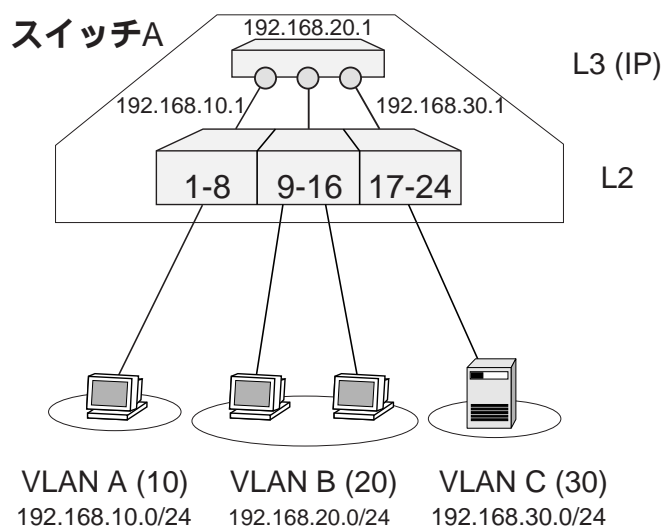 スイッチA
192.168.20.1
L3 (IP)
192.168.10.1
192.168.30.1
1-8
9-16
17-24
L2
VLAN A (10)
VLAN B (20)
VLAN C (30)
192.168.10.0/24
192.168.20.0/24
192.168.30.0/24